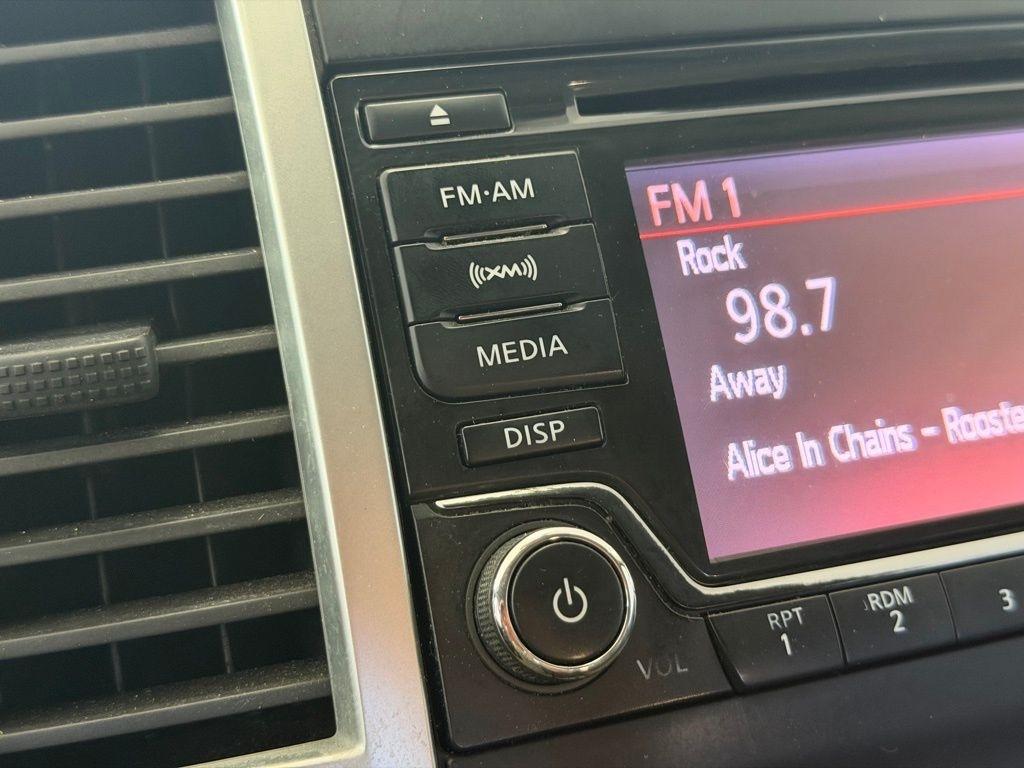 FM·AM
XM
MEDIA
DISP
VOL
FM 1
Rock
98.7
Away
Alice In Chains - Rooste
RPT
1
RDM
2
3